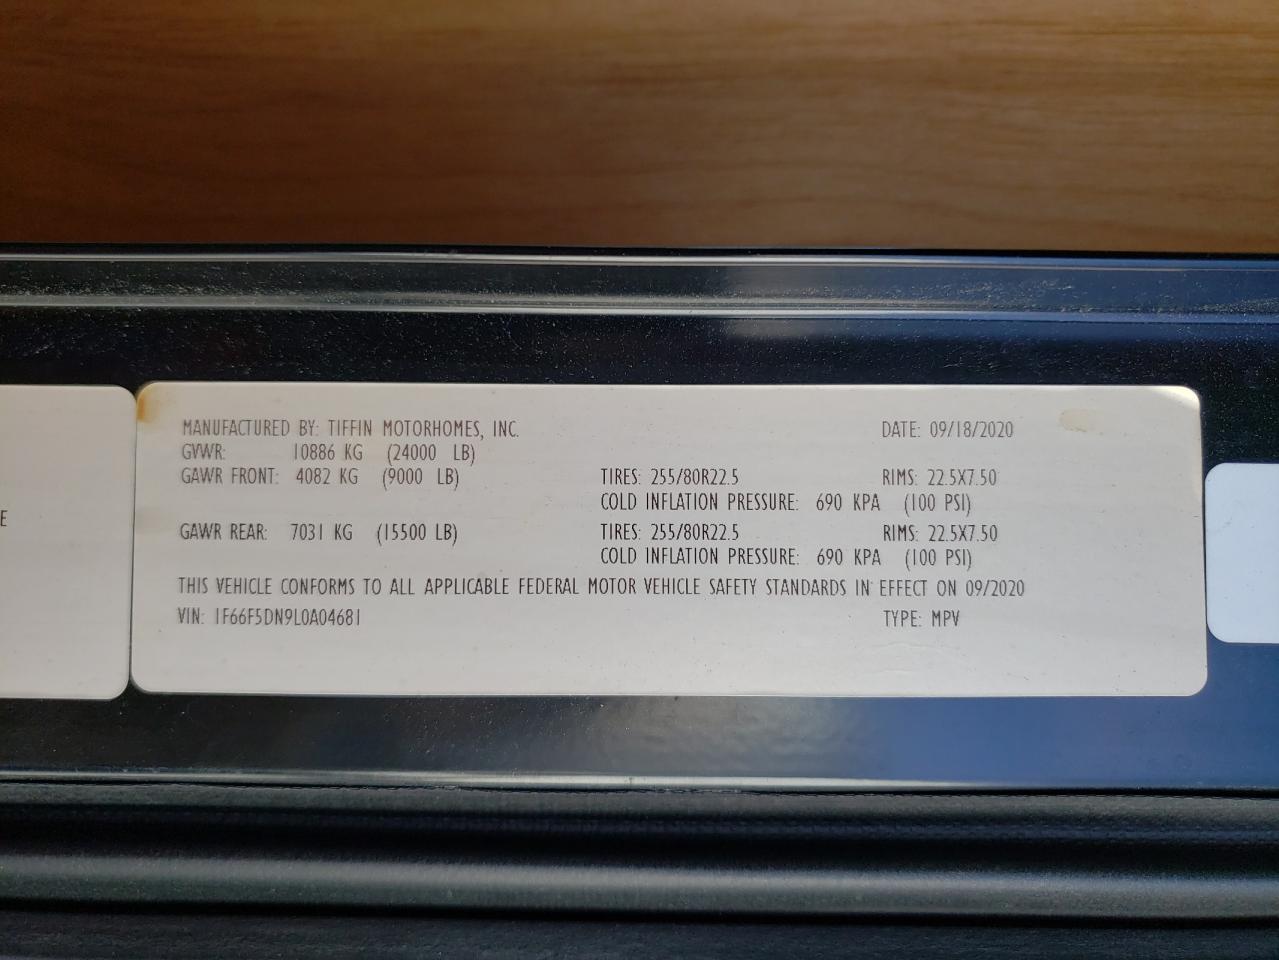 E
MANUFACTURED BY: TIFFIN MOTORHOMES, INC. DATE: 09/18/2020
GVWR: 10886 KG (24000 LB)
GAWR FRONT: 4082 KG (9000 LB) TIRES: 255/80R22.5 RIMS: 22.5X7.50
COLD INFLATION PRESSURE: 690 KPA (100 PSI)
GAWR REAR: 7031 KG (15500 LB) TIRES: 255/80R22.5 RIMS: 22.5X7.50
COLD INFLATION PRESSURE: 690 KPA (100 PSI)
THIS VEHICLE CONFORMS TO ALL APPLICABLE FEDERAL MOTOR VEHICLE SAFETY STANDARDS IN EFFECT ON 09/2020
VIN: 1F66F5DN9L0A04681 TYPE: MPV